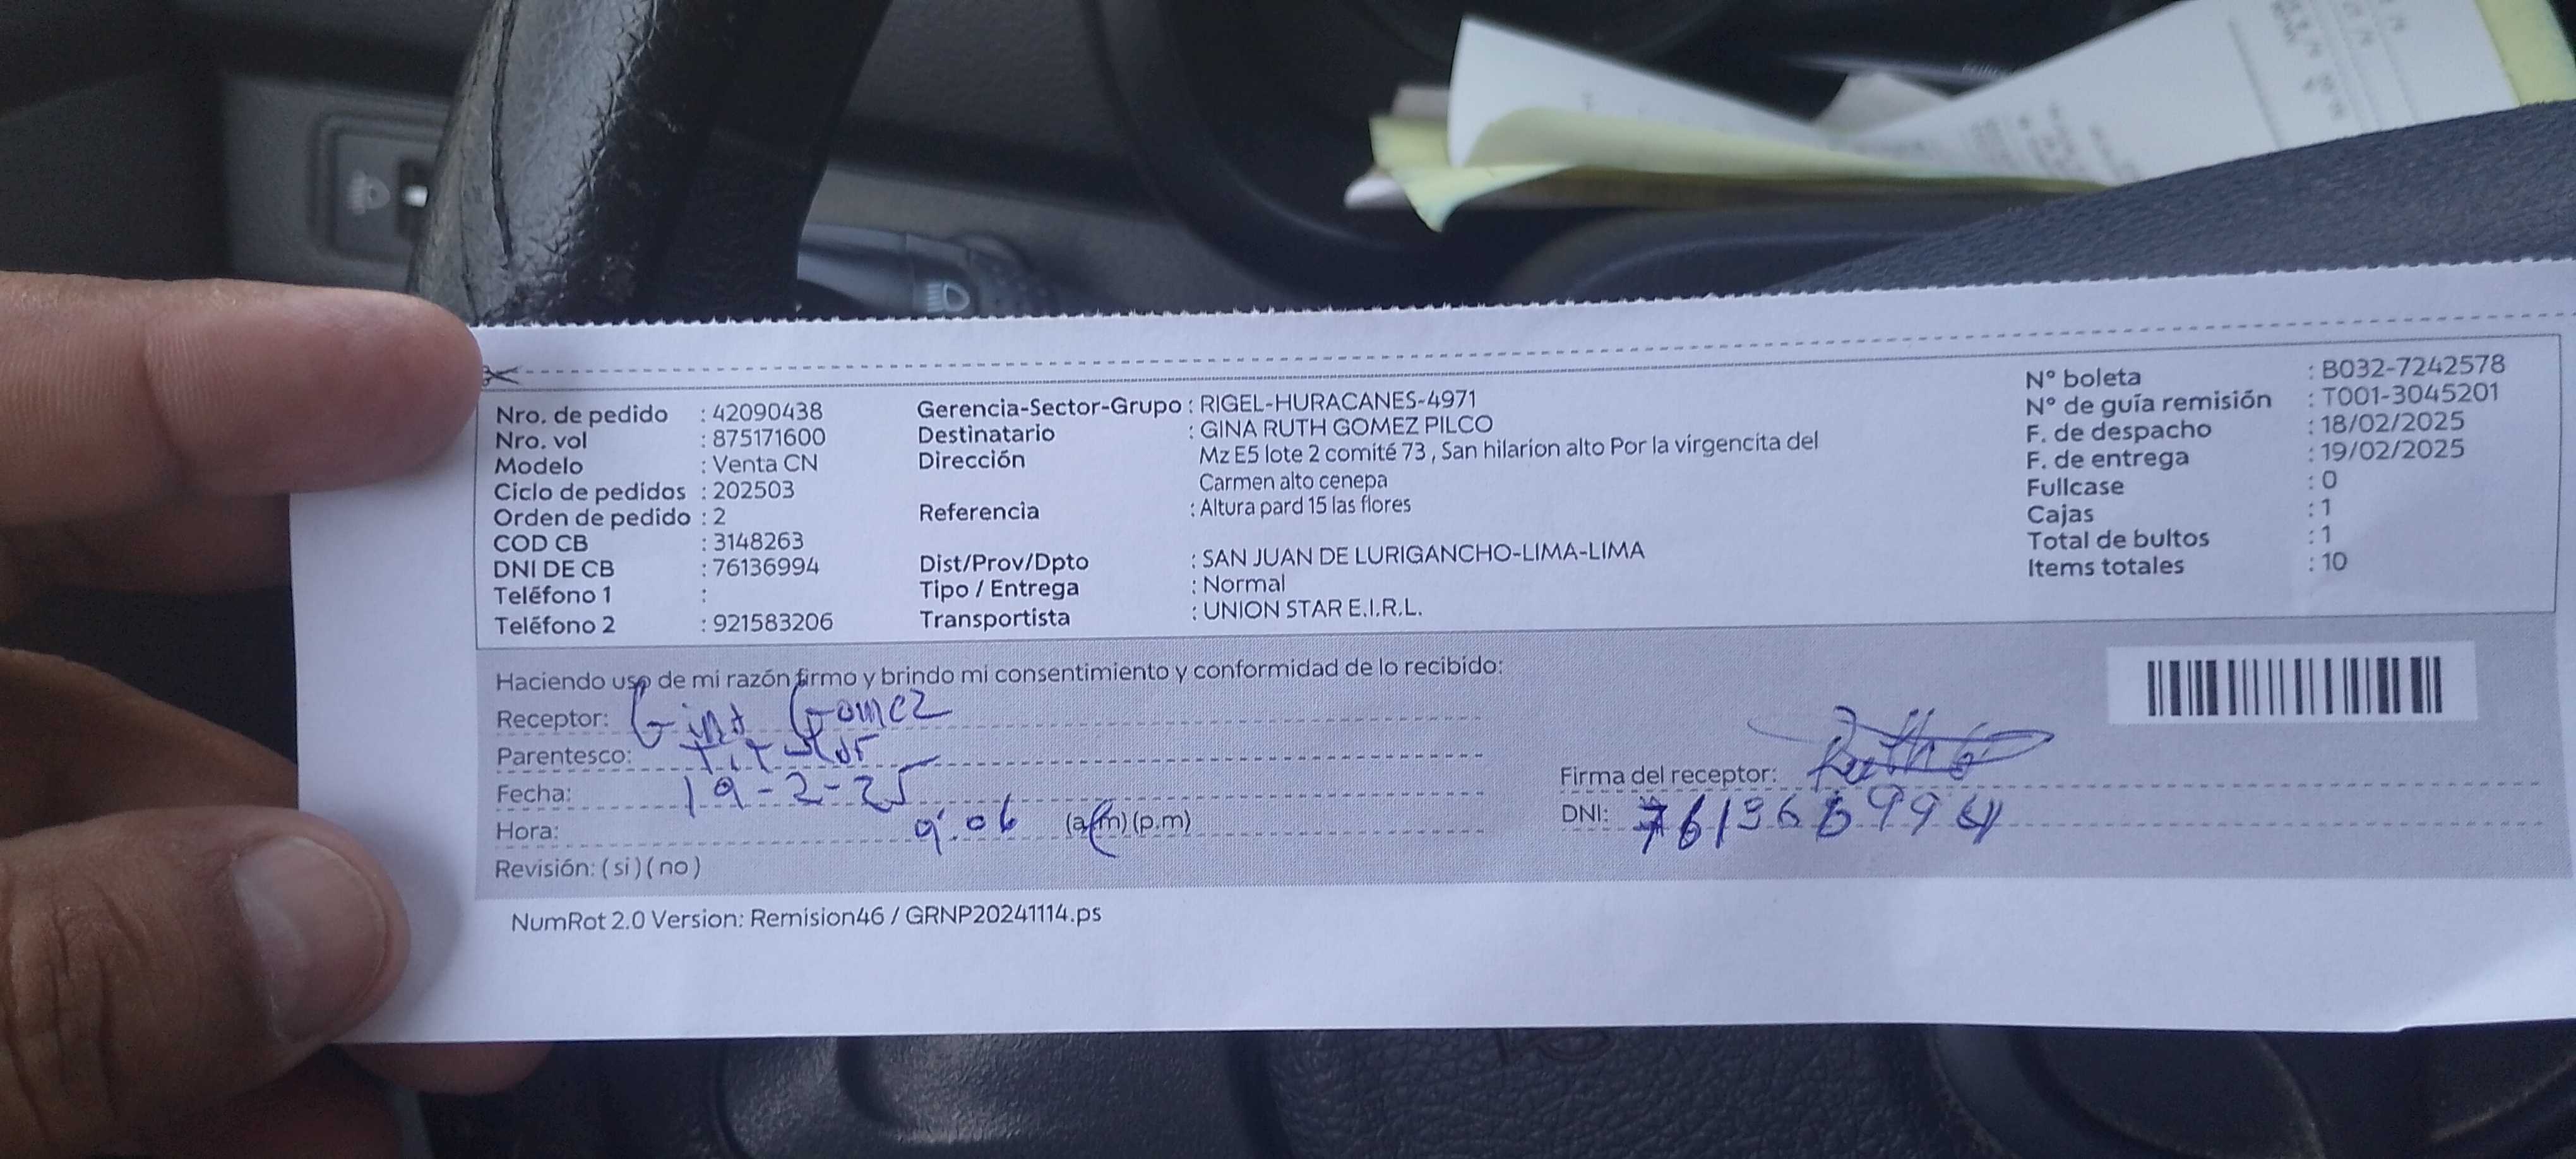 Nro. de pedido : 42090438
Nro. vol : 875171600
Modelo : Venta CN
Ciclo de pedidos : 202503
Orden de pedido : 2
COD CB : 3148263
DNI DE CB : 76136994
Teléfono 1 :
Teléfono 2 : 921583206
Gerencia-Sector-Grupo : RIGEL-HURACANES-4971
Destinatario : GINA RUTH GOMEZ PILCO
Dirección Mz E5 lote 2 comité 73 , San hilarion alto Por la virgencita del
Carmen alto cenepa
Referencia : Altura pard 15 las flores
Dist/Prov/Dpto : SAN JUAN DE LURIGANCHO-LIMA-LIMA
Tipo / Entrega : Normal
Transportista : UNION STAR E.I.R.L.
N° boleta : B032-7242578
N° de guía remisión : T001-3045201
F. de despacho : 18/02/2025
F. de entrega : 19/02/2025
Fullcase : 0
Cajas : 1
Total de bultos : 1
Items totales : 10
Haciendo uso de mi razón firmo y brindo mi consentimiento y conformidad de lo recibido:
Receptor: Gina Gomez
Parentesco: titular
Fecha: 19-2-25
Hora: 9:06 (a.m) (p.m)
Revisión: ( si ) ( no )
Firma del receptor:
DNI:
NumRot 2.0 Version: Remision46 / GRNP20241114.ps